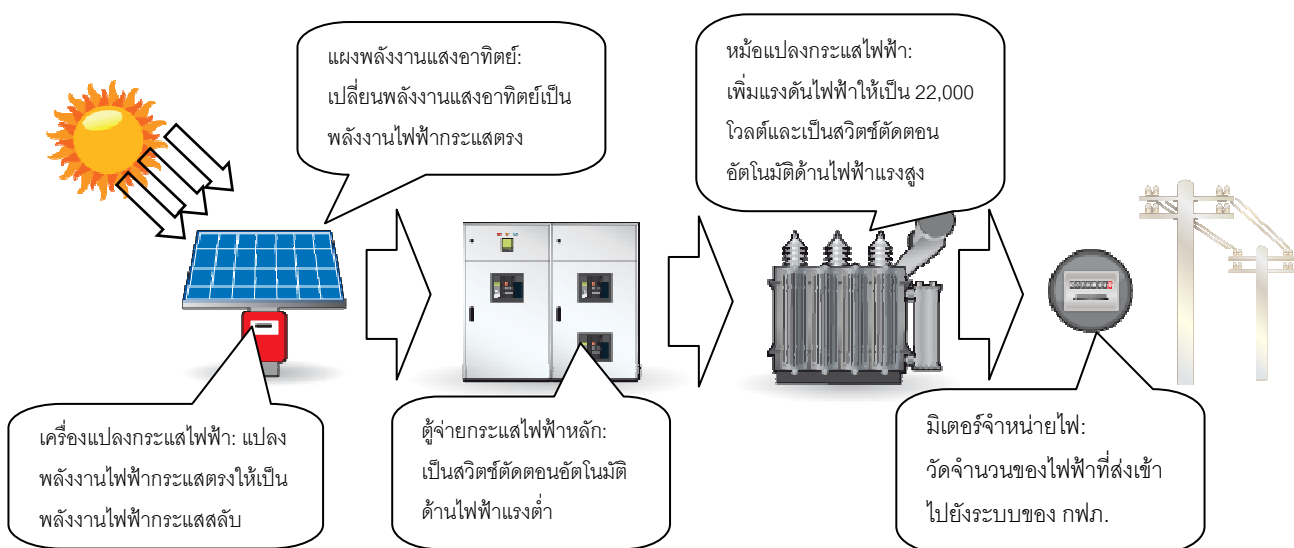 แผงพลังงานแสงอาทิตย์:
เปลี่ยนพลังงานแสงอาทิตย์เป็น
พลังงานไฟฟ้ากระแสตรง
หม้อแปลงกระแสไฟฟ้า:
เพิ่มแรงดันไฟฟ้าให้เป็น 22,000
โวลต์และเป็นสวิตช์ตัดตอน
อัตโนมัติด้านไฟฟ้าแรงสูง
เครื่องแปลงกระแสไฟฟ้า: แปลง
พลังงานไฟฟ้ากระแสตรงให้เป็น
พลังงานไฟฟ้ากระแสสลับ
ตู้จ่ายกระแสไฟฟ้าหลัก:
เป็นสวิตช์ตัดตอนอัตโนมัติ
ด้านไฟฟ้าแรงต่ำ
มิเตอร์จำหน่ายไฟ:
วัดจำนวนของไฟฟ้าที่ส่งเข้า
ไปยังระบบของ กฟภ.